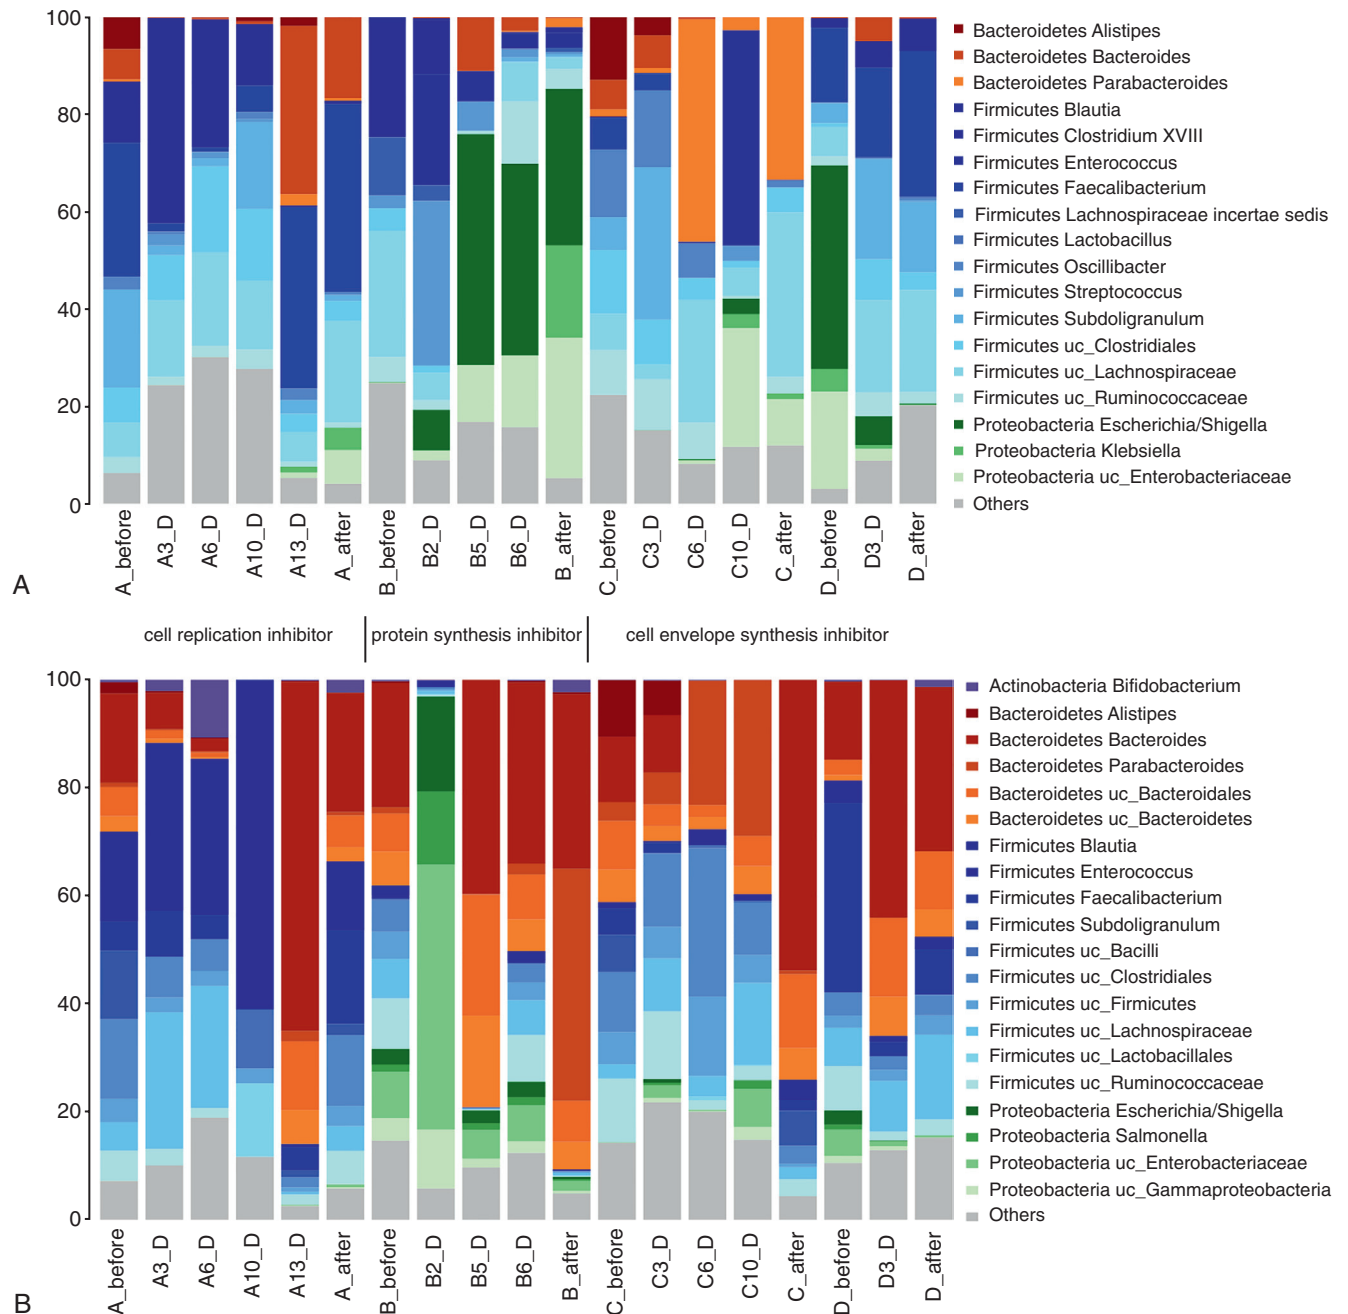 100
80
60
40
20
0
Bacteroidetes Alistipes
Bacteroidetes Bacteroides
Bacteroidetes Parabacteroides
Firmicutes Blautia
Firmicutes Clostridium XVIII
Firmicutes Enterococcus
Firmicutes Faecalibacterium
Firmicutes Lachnospiraceae incertae sedis
Firmicutes Lactobacillus
Firmicutes Oscillibacter
Firmicutes Streptococcus
Firmicutes Subdoligranulum
Firmicutes uc_Clostridiales
Firmicutes uc_Lachnospiraceae
Firmicutes uc_Ruminococcaceae
Proteobacteria Escherichia/Shigella
Proteobacteria Klebsiella
Proteobacteria uc_Enterobacteriaceae
Others
A_before
A3_D
A6_D
A10_D
A13_D
A_after
B_before
B2_D
B5_D
B6_D
B_after
C_before
C3_D
C6_D
C10_D
C_after
D_before
D3_D
D_after
A
cell replication inhibitor
protein synthesis inhibitor
cell envelope synthesis inhibitor
100
80
60
40
20
0
Actinobacteria Bifidobacterium
Bacteroidetes Alistipes
Bacteroidetes Bacteroides
Bacteroidetes Parabacteroides
Bacteroidetes uc_Bacteroidales
Bacteroidetes uc_Bacteroidetes
Firmicutes Blautia
Firmicutes Enterococcus
Firmicutes Faecalibacterium
Firmicutes Subdoligranulum
Firmicutes uc_Bacilli
Firmicutes uc_Clostridiales
Firmicutes uc_Firmicutes
Firmicutes uc_Lachnospiraceae
Firmicutes uc_Lactobacillales
Firmicutes uc_Ruminococcaceae
Proteobacteria Escherichia/Shigella
Proteobacteria Salmonella
Proteobacteria uc_Enterobacteriaceae
Proteobacteria uc_Gammaproteobacteria
Others
A_before
A3_D
A6_D
A10_D
A13_D
A_after
B_before
B2_D
B5_D
B6_D
B_after
C_before
C3_D
C6_D
C10_D
C_after
D_before
D3_D
D_after
B